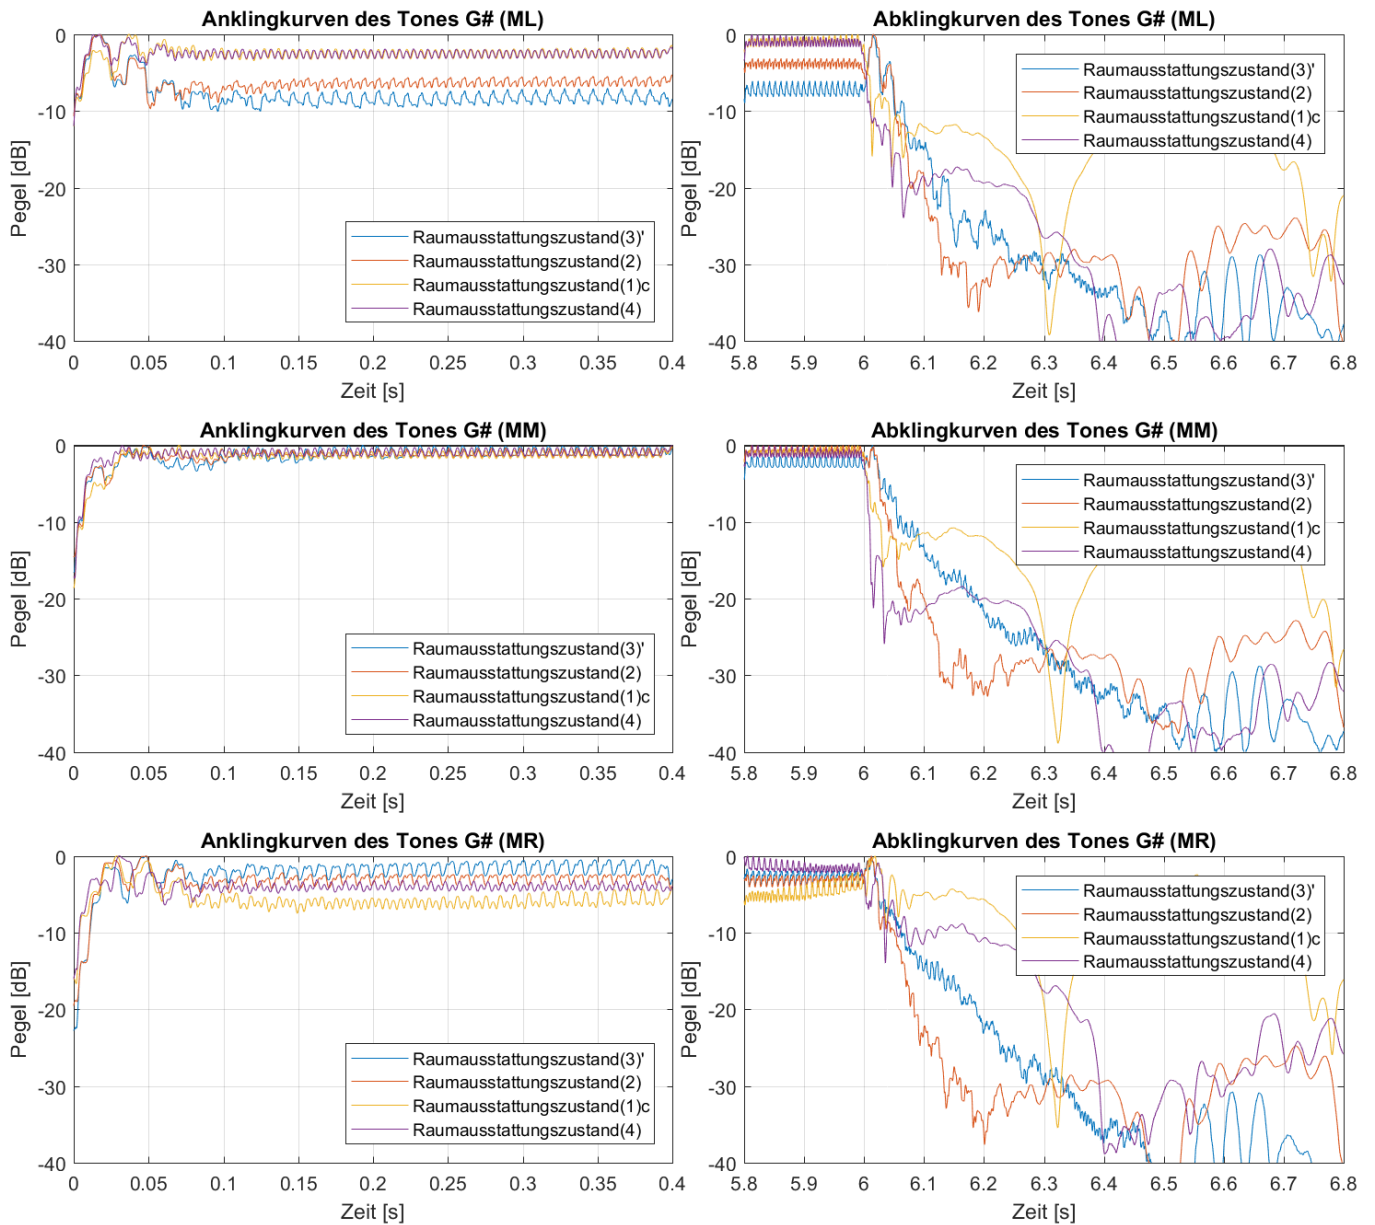 Anklingkurven des Tones G# (ML)
0
-10
-20
-30
-40
Pegel [dB]
Raumausstattungszustand(3)'
Raumausstattungszustand(2)
Raumausstattungszustand(1)c
Raumausstattungszustand(4)
0 0.05 0.1 0.15 0.2 0.25 0.3 0.35 0.4
Zeit [s]
Abklingkurven des Tones G# (ML)
0
-10
-20
-30
-40
Pegel [dB]
Raumausstattungszustand(3)'
Raumausstattungszustand(2)
Raumausstattungszustand(1)c
Raumausstattungszustand(4)
5.8 5.9 6 6.1 6.2 6.3 6.4 6.5 6.6 6.7 6.8
Zeit [s]
Anklingkurven des Tones G# (MM)
0
-10
-20
-30
-40
Pegel [dB]
Raumausstattungszustand(3)'
Raumausstattungszustand(2)
Raumausstattungszustand(1)c
Raumausstattungszustand(4)
0 0.05 0.1 0.15 0.2 0.25 0.3 0.35 0.4
Zeit [s]
Abklingkurven des Tones G# (MM)
0
-10
-20
-30
-40
Pegel [dB]
Raumausstattungszustand(3)'
Raumausstattungszustand(2)
Raumausstattungszustand(1)c
Raumausstattungszustand(4)
5.8 5.9 6 6.1 6.2 6.3 6.4 6.5 6.6 6.7 6.8
Zeit [s]
Anklingkurven des Tones G# (MR)
0
-10
-20
-30
-40
Pegel [dB]
Raumausstattungszustand(3)'
Raumausstattungszustand(2)
Raumausstattungszustand(1)c
Raumausstattungszustand(4)
0 0.05 0.1 0.15 0.2 0.25 0.3 0.35 0.4
Zeit [s]
Abklingkurven des Tones G# (MR)
0
-10
-20
-30
-40
Pegel [dB]
Raumausstattungszustand(3)'
Raumausstattungszustand(2)
Raumausstattungszustand(1)c
Raumausstattungszustand(4)
5.8 5.9 6 6.1 6.2 6.3 6.4 6.5 6.6 6.7 6.8
Zeit [s]